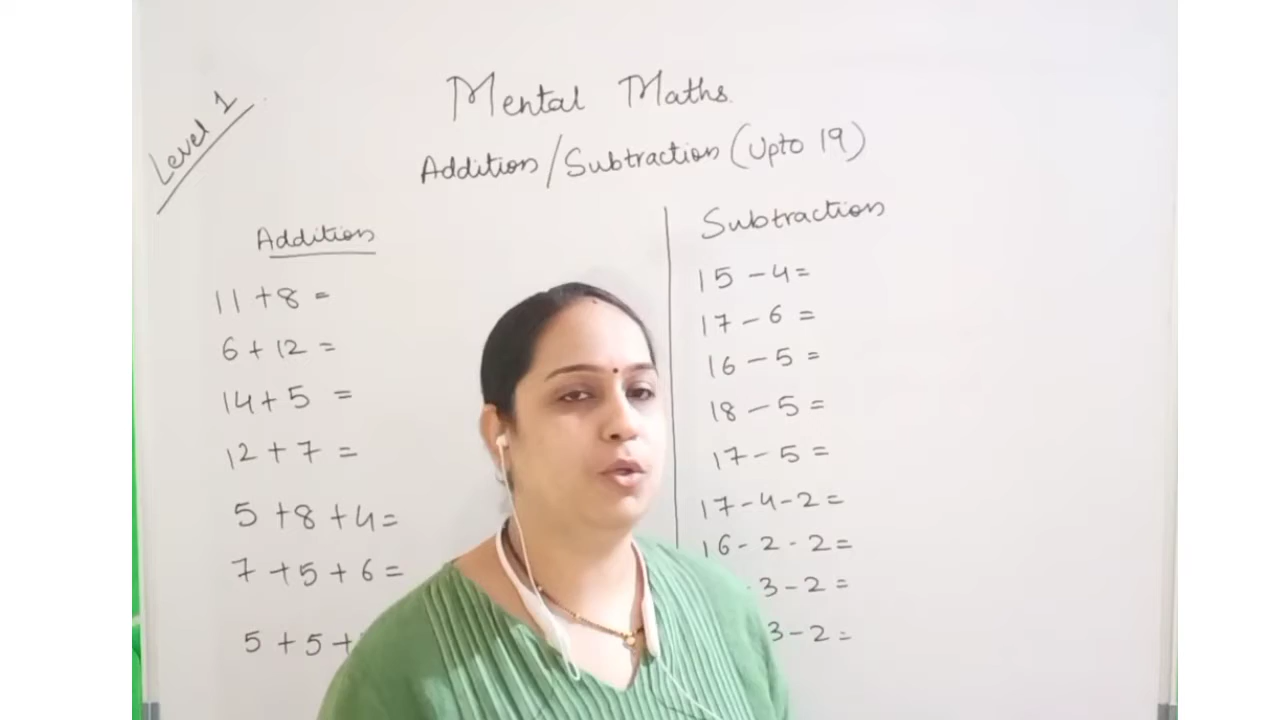 Level 1
Mental Maths
Addition/Subtraction (Upto 19)
Addition
11 + 8 =
6 + 12 =
14 + 5 =
12 + 7 =
5 + 8 + 4 =
7 + 5 + 6 =
5 + 5 +
Subtraction
15 - 4 =
17 - 6 =
16 - 5 =
18 - 5 =
17 - 5 =
17 - 4 - 2 =
16 - 2 - 2 =
- 3 - 2 =
3 - 2 =